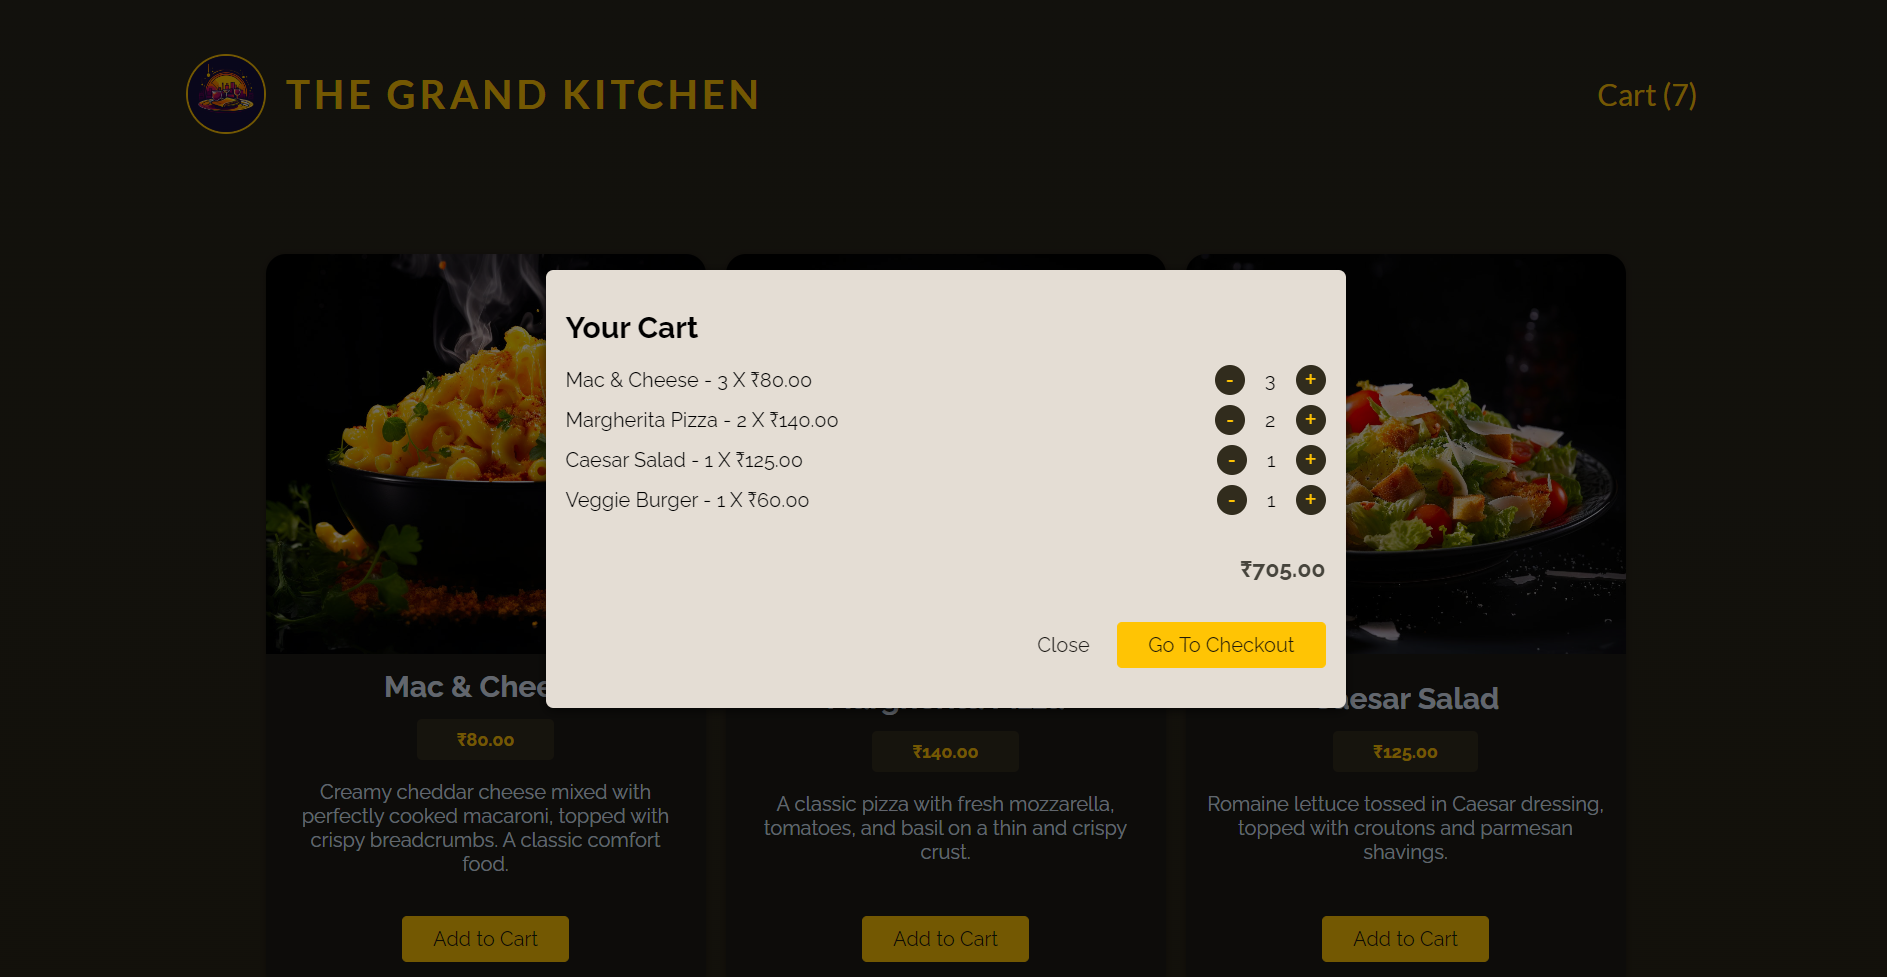 THE GRAND KITCHEN
Cart (7)
Your Cart
Mac & Cheese - 3 X ₹80.00 - 3 +
Margherita Pizza - 2 X ₹140.00 - 2 +
Caesar Salad - 1 X ₹125.00 - 1 +
Veggie Burger - 1 X ₹60.00 - 1 +
₹705.00
Close Go To Checkout
Mac & Chee
₹80.00
Creamy cheddar cheese mixed with
perfectly cooked macaroni, topped with
crispy breadcrumbs. A classic comfort
food.
Add to Cart
₹140.00
A classic pizza with fresh mozzarella,
tomatoes, and basil on a thin and crispy
crust.
Add to Cart
aesar Salad
₹125.00
Romaine lettuce tossed in Caesar dressing,
topped with croutons and parmesan
shavings.
Add to Cart